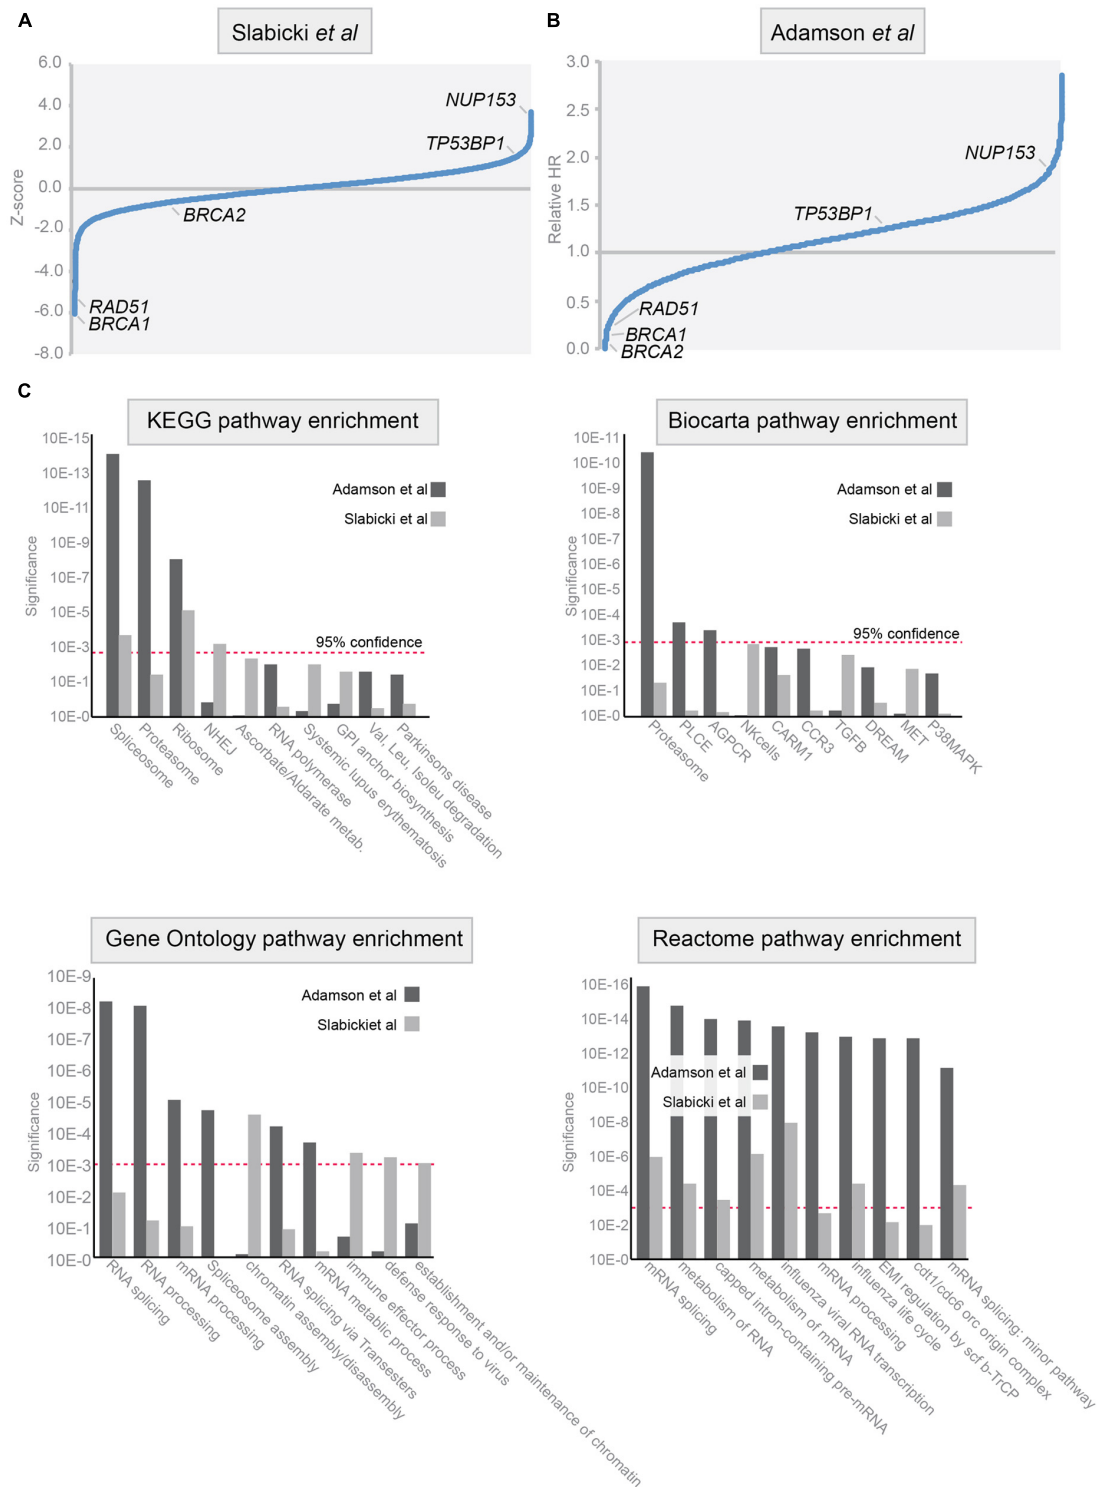 A
Slabicki et al
6.0
4.0
2.0
0.0
-2.0
-4.0
-6.0
-8.0
Z-score
NUP153
TP53BP1
BRCA2
RAD51
BRCA1
B
Adamson et al
3.0
2.5
2.0
1.5
1.0
0.5
0.0
Relative HR
NUP153
TP53BP1
RAD51
BRCA1
BRCA2
C
KEGG pathway enrichment
10E-15
10E-13
10E-11
10E-9
10E-7
10E-5
10E-3
10E-1
10E-0
Significance
Adamson et al
Slabicki et al
95% confidence
Spliceosome
Proteasome
Ribosome
NHEJ
Ascorbate/Aldarate metab.
RNA polymerase
Systemic lupus erythematosis
GPI anchor biosynthesis
Val, Leu, Isoleu degradation
Parkinsons disease
Biocarta pathway enrichment
10E-11
10E-10
10E-9
10E-8
10E-7
10E-6
10E-5
10E-4
10E-3
10E-2
10E-1
10E-0
Significance
Adamson et al
Slabicki et al
95% confidence
Proteasome
PLCE
AGPCR
NKcells
CARM1
CCR3
TGFB
DREAM
MET
P38MAPK
Gene Ontology pathway enrichment
10E-9
10E-8
10E-7
10E-6
10E-5
10E-4
10E-3
10E-2
10E-1
10E-0
Significance
Adamson et al
Slabickiet al
RNA splicing
RNA processing
mRNA processing
Spliceosome assembly
chromatin assembly/disassembly
RNA splicing via Transesters
mRNA metablic process
immune effector process
defense response to virus
establishment and/or maintenance of chromatin
Reactome pathway enrichment
10E-16
10E-14
10E-12
10E-10
10E-8
10E-6
10E-4
10E-2
10E-0
Significance
Adamson et al
Slabicki et al
mRNA splicing
metabolism of RNA
capped intron-containing pre-mRNA
metabolism of mRNA
influenza viral RNA transcription
mRNA processing
influenza life cycle
EMI regulation by scf b-TrCP
cdt1/cdc6 orc origin complex
mRNA splicing: minor pathway